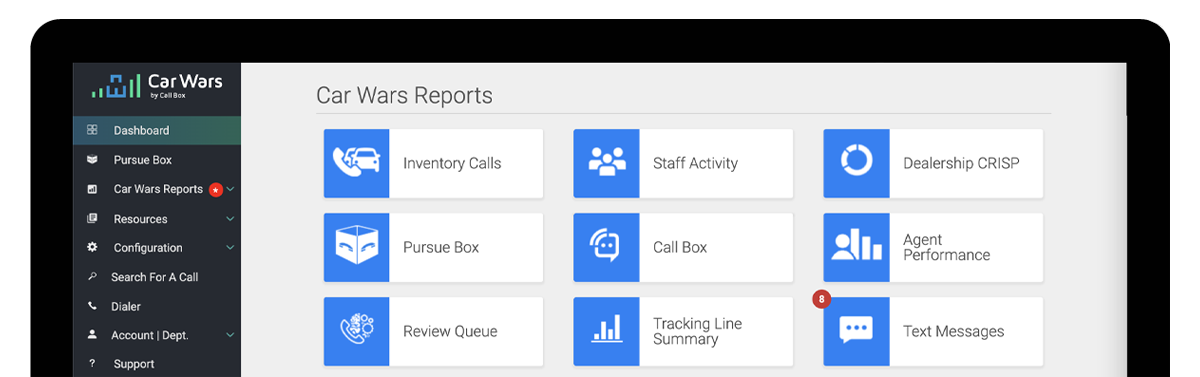 Car Wars
by Call Box
Dashboard
Pursue Box
Car Wars Reports
Resources
Configuration
Search For A Call
Dialer
Account | Dept.
? Support
Car Wars Reports
Inventory Calls
Staff Activity
Dealership CRISP
Pursue Box
Call Box
Agent
Performance
Review Queue
Tracking Line
Summary
8
Text Messages